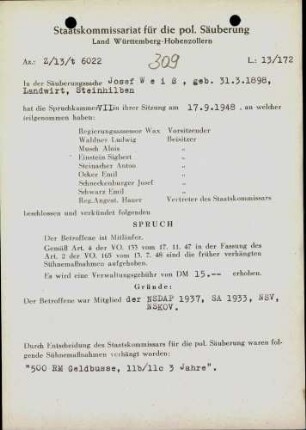 Staatskommissariat für die pol. Säuberung
Land Württemberg-Hohenzollern
Az.: Z/13/t 6022
309
L.: 13/172
In der Säuberungssache Josef Weiß, geb. 31.3.1898,
Landwirt, Steinhilben
hat die Spruchkammer VII in ihrer Sitzung am 17.9.1948, an welcher
teilgenommen haben:
Regierungsassessor Wax Vorsitzender
Waldner Ludwig Beisitzer
Musch Alois "
Einstein Sigbert "
Steinacher Anton "
Ocker Emil "
Schneckenburger Josef "
Schwarz Emil "
Reg.Angest. Hauer Vertreter des Staatskommissars
beschlossen und verkündet folgenden
SPRUCH
Der Betroffene ist Mitläufer.
Gemäß Art. 4 der VO. 133 vom 17. 11. 47 in der Fassung des
Art. 2 der VO. 165 vom 13. 7. 48 sind die früher verhängten
Sühnemaßnahmen aufgehoben.
Es wird eine Verwaltungsgebühr von DM 15.-- erhoben.
Gründe:
Der Betroffene war Mitglied der NSDAP 1937, SA 1933, NSV,
NSKOV.
Durch Entscheidung des Staatskommissars für die pol. Säuberung waren fol-
gende Sühnemaßnahmen verhängt worden:
"500 RM Geldbusse, 11b/11c 3 Jahre".